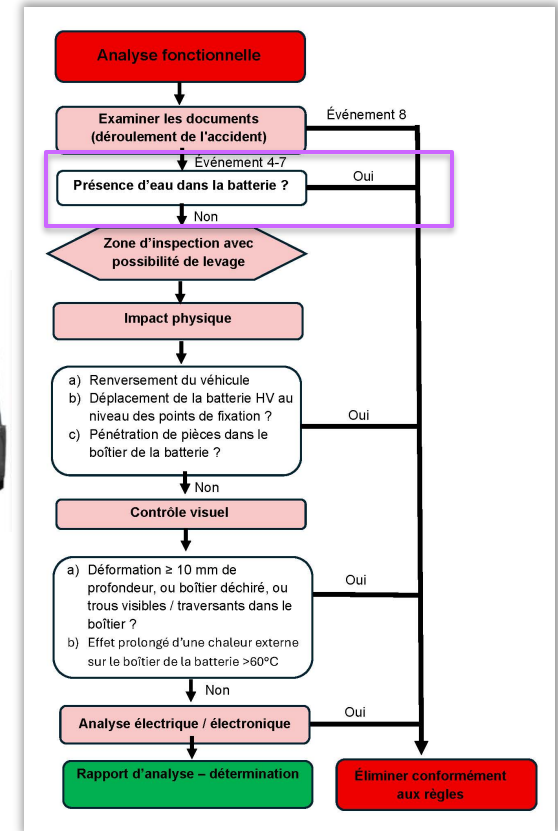 Analyse fonctionnelle
Examiner les documents
(déroulement de l'accident)
Événement 8
Événement 4-7
Présence d'eau dans la batterie ?
Oui
Non
Zone d'inspection avec
possibilité de levage
Impact physique
a) Renversement du véhicule
b) Déplacement de la batterie HV au
niveau des points de fixation ?
c) Pénétration de pièces dans le
boîtier de la batterie ?
Oui
Non
Contrôle visuel
a) Déformation ≥ 10 mm de
profondeur, ou boîtier déchiré, ou
trous visibles / traversants dans le
boîtier ?
b) Effet prolongé d'une chaleur externe
sur le boîtier de la batterie >60°C
Oui
Non
Analyse électrique / électronique
Oui
Rapport d'analyse – détermination
Éliminer conformément
aux règles